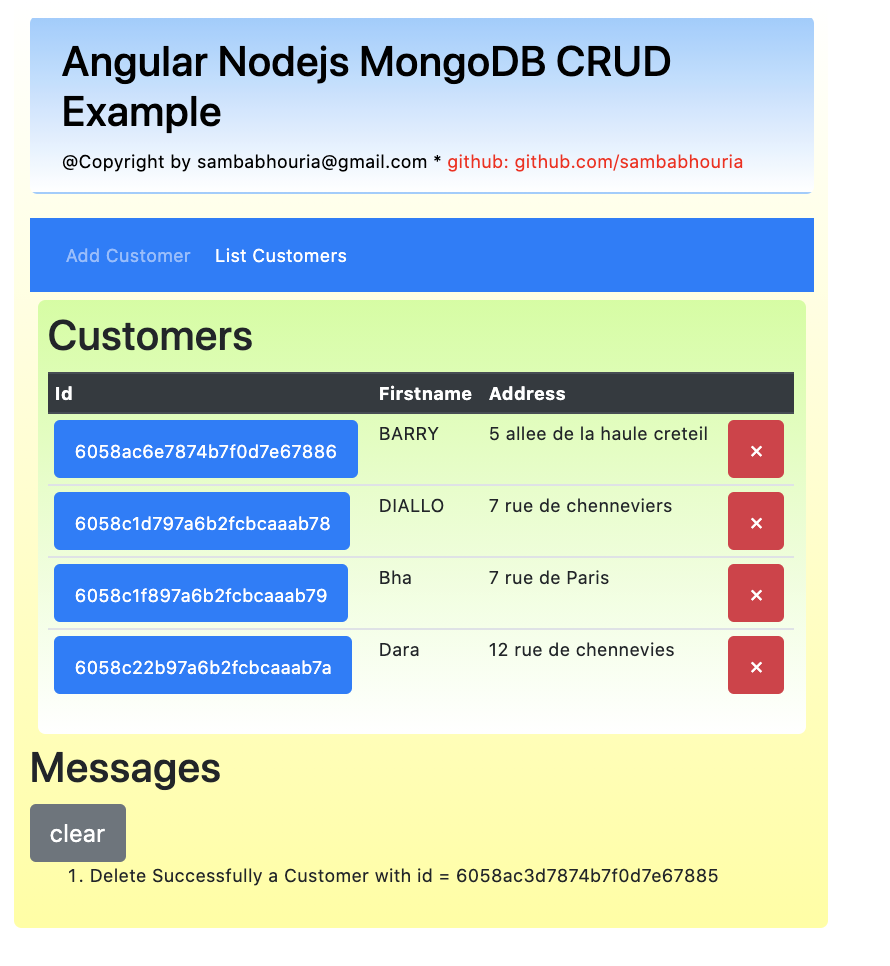 Angular Nodejs MongoDB CRUD
Example
@Copyright by sambabhouria@gmail.com * github: github.com/sambabhouria
Add Customer List Customers
Customers
Id Firstname Address
6058ac6e7874b7f0d7e67886 BARRY 5 allee de la haule creteil ×
6058c1d797a6b2fcbcaaab78 DIALLO 7 rue de chenneviers ×
6058c1f897a6b2fcbcaaab79 Bha 7 rue de Paris ×
6058c22b97a6b2fcbcaaab7a Dara 12 rue de chennevies ×
Messages
clear
1. Delete Successfully a Customer with id = 6058ac3d7874b7f0d7e67885